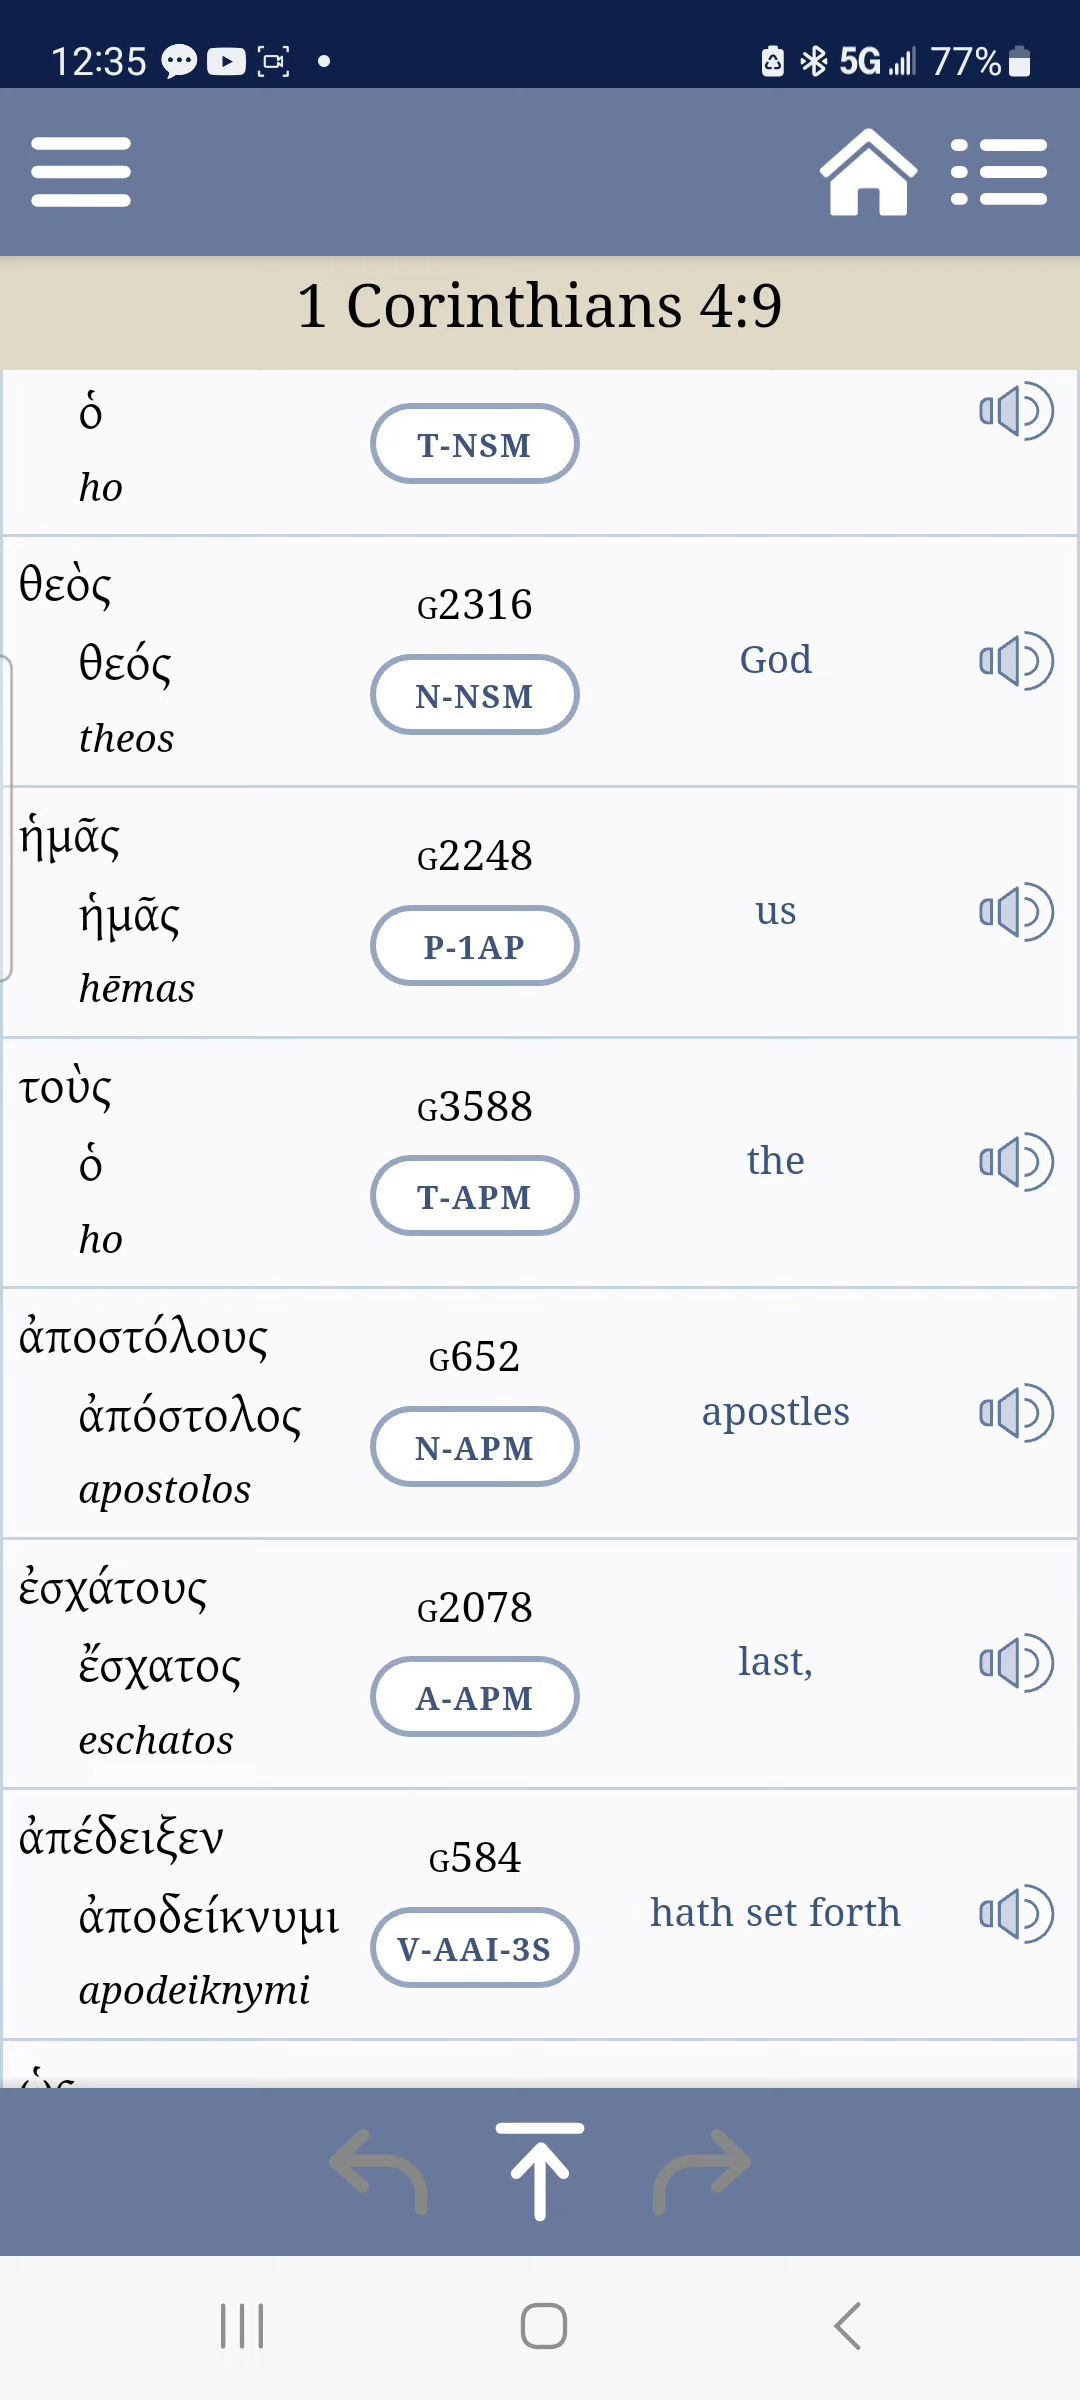 12:35 5G 77%
1 Corinthians 4:9
ὁ
T-NSM
ho
θεὸς
G2316
θεός
God
N-NSM
theos
ἡμᾶς
G2248
ἡμᾶς
us
P-1AP
hēmas
τοὺς
G3588
ὁ
the
T-APM
ho
ἀποστόλους
G652
ἀπόστολος
apostles
N-APM
apostolos
ἐσχάτους
G2078
ἔσχατος
last,
A-APM
eschatos
ἀπέδειξεν
G584
ἀποδείκνυμι
hath set forth
V-AAI-3S
apodeiknymi